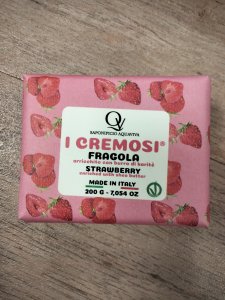 QV
SAPONIFICIO AQUAVIVA
I CREMOSI®
FRAGOLA
arricchito con burro di karité
STRAWBERRY
enriched with shea butter
MADE IN ITALY
200 G - 7,054 OZ